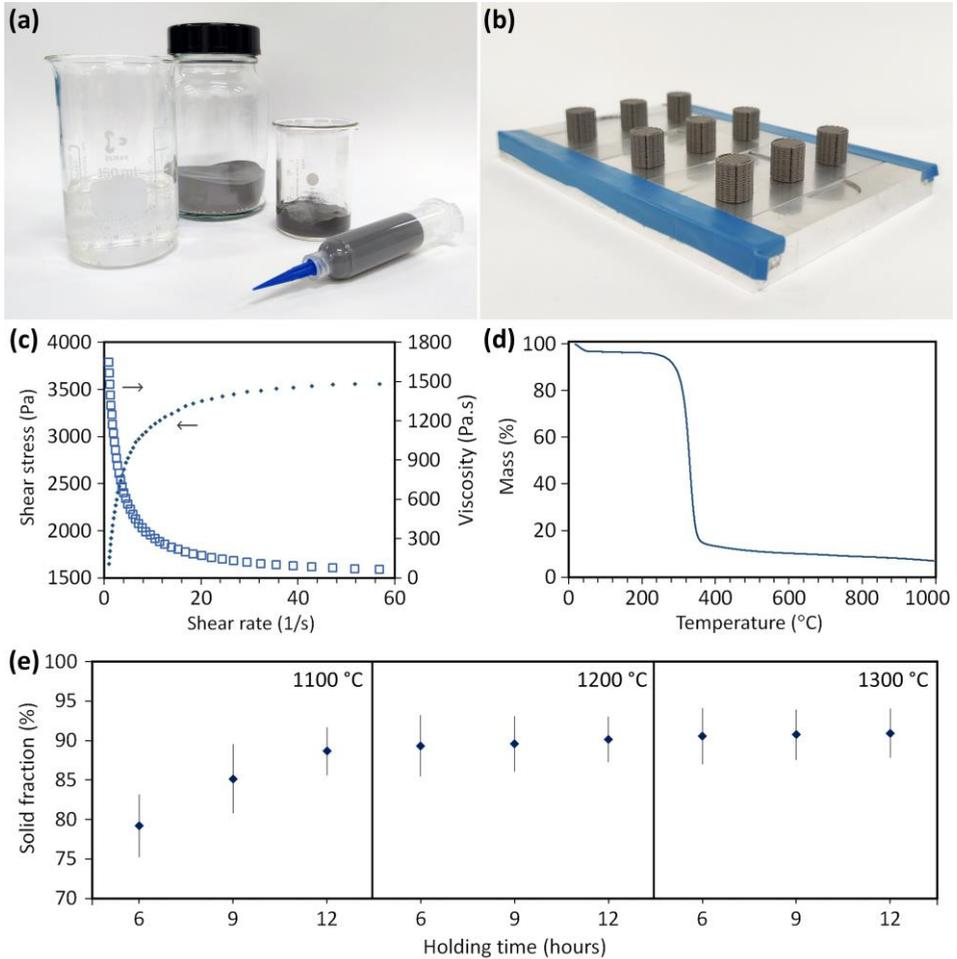 (a)
(b)
(c)
4000
3500
3000
2500
2000
1500
Shear stress (Pa)
1800
1500
1200
900
600
300
0
Viscosity (Pa.s)
0 20 40 60
Shear rate (1/s)
(d)
100
80
60
40
20
0
Mass (%)
0 200 400 600 800 1000
Temperature (°C)
(e)
100
95
90
85
80
75
70
Solid fraction (%)
1100 °C 1200 °C 1300 °C
6 9 12 6 9 12 6 9 12
Holding time (hours)